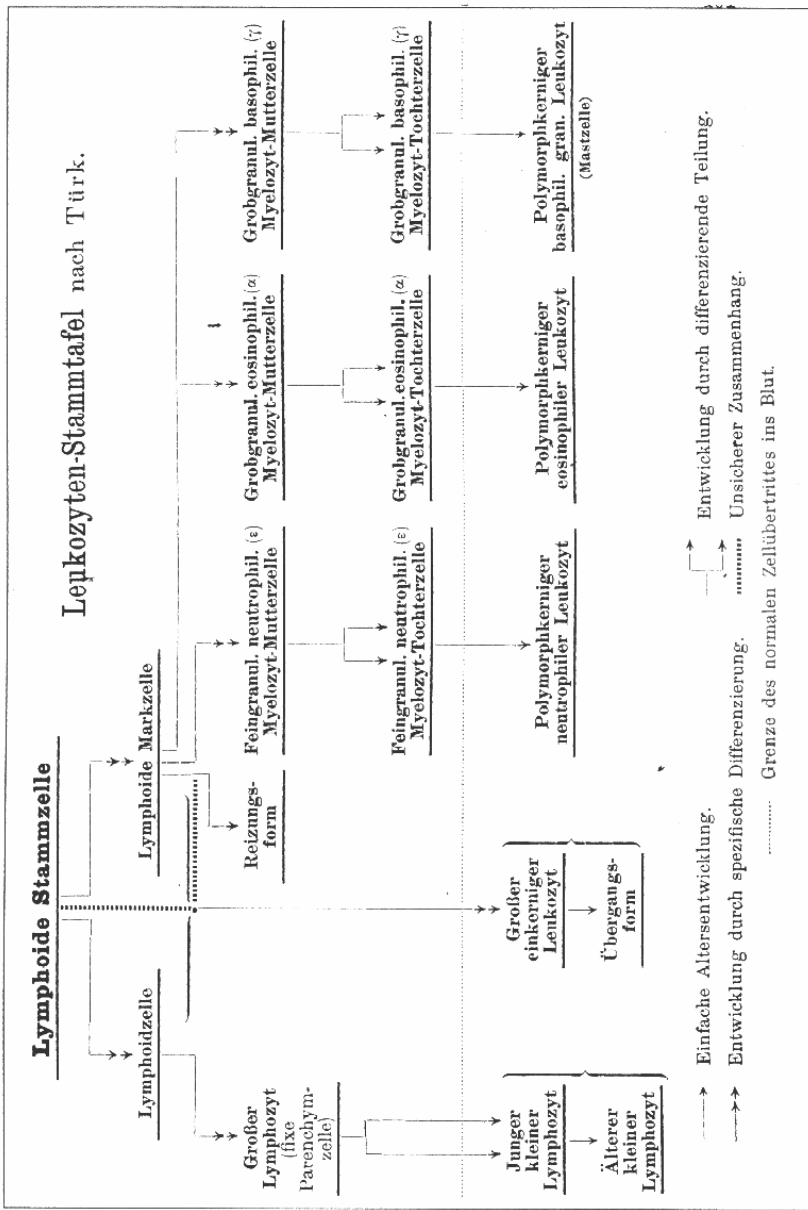 Leukozyten-Stammtafel nach Türk.
Lymphoide Stammzelle
Lymphoidzelle
Lymphoide Markzelle
Großer
Lymphozyt
(fixe
Parenchym-
zelle)
Reizungs-
form
Feingranul. neutrophil. (ε)
Myelozyt-Mutterzelle
Grobgranul. eosinophil. (α)
Myelozyt-Mutterzelle
Grobgranul. basophil. (γ)
Myelozyt-Mutterzelle
Feingranul. neutrophil. (ε)
Myelozyt-Tochterzelle
Grobgranul. eosinophil. (α)
Myelozyt-Tochterzelle
Grobgranul. basophil. (γ)
Myelozyt-Tochterzelle
Junger
kleiner
Lymphozyt
Älterer
kleiner
Lymphozyt
Großer
einkerniger
Leukozyt
Übergangs-
form
Polymorphkerniger
neutrophiler Leukozyt
Polymorphkerniger
eosinophiler Leukozyt
Polymorphkerniger
basophil. gran. Leukozyt
(Mastzelle)
Einfache Altersentwicklung.
Entwicklung durch spezifische Differenzierung.
Entwicklung durch differenzierende Teilung.
Unsicherer Zusammenhang.
Grenze des normalen Zellübertrittes ins Blut.